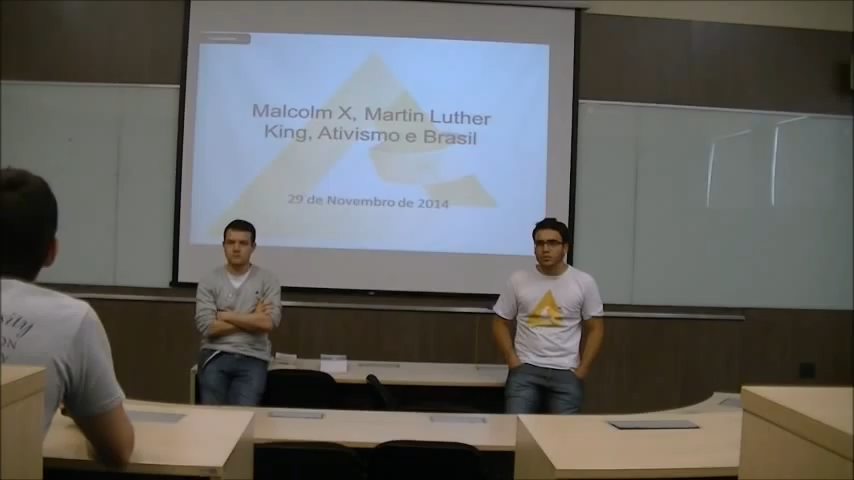 Malcolm X, Martin Luther
King, Ativismo e Brasil
29 de Novembro de 2014